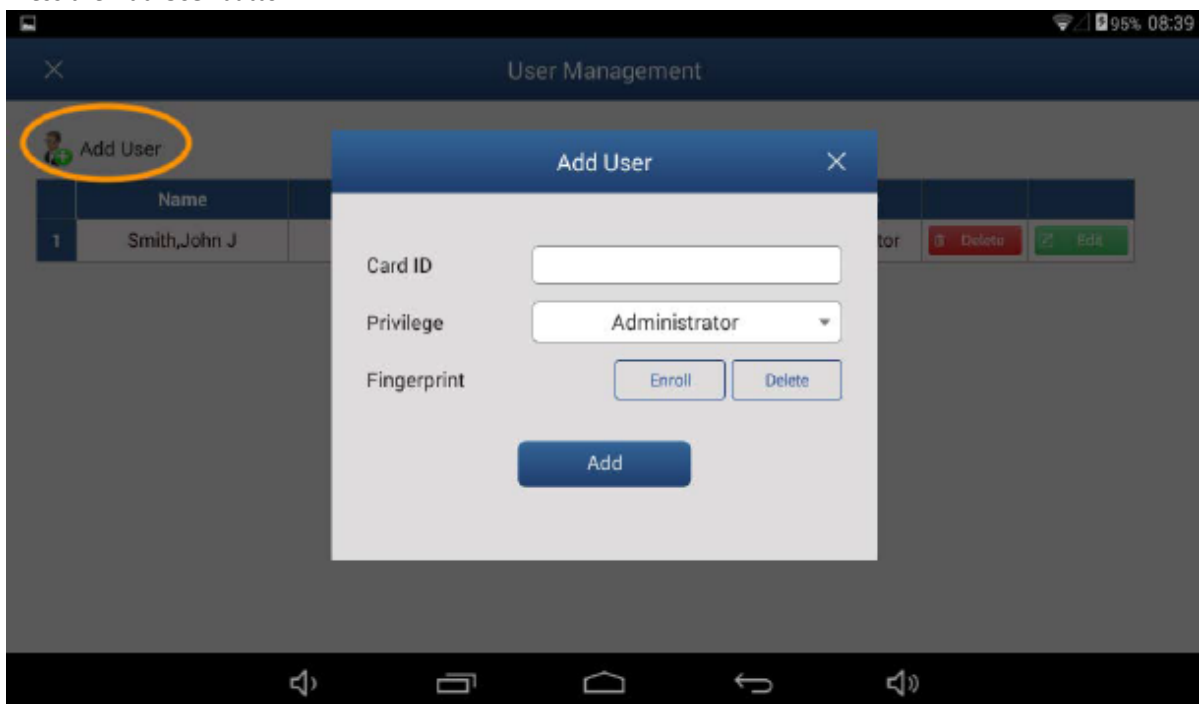 95% 08:39
User Management
Add User
Add User
Name
1 Smith,John J tor Delete Edit
Card ID
Privilege Administrator
Fingerprint Enroll Delete
Add